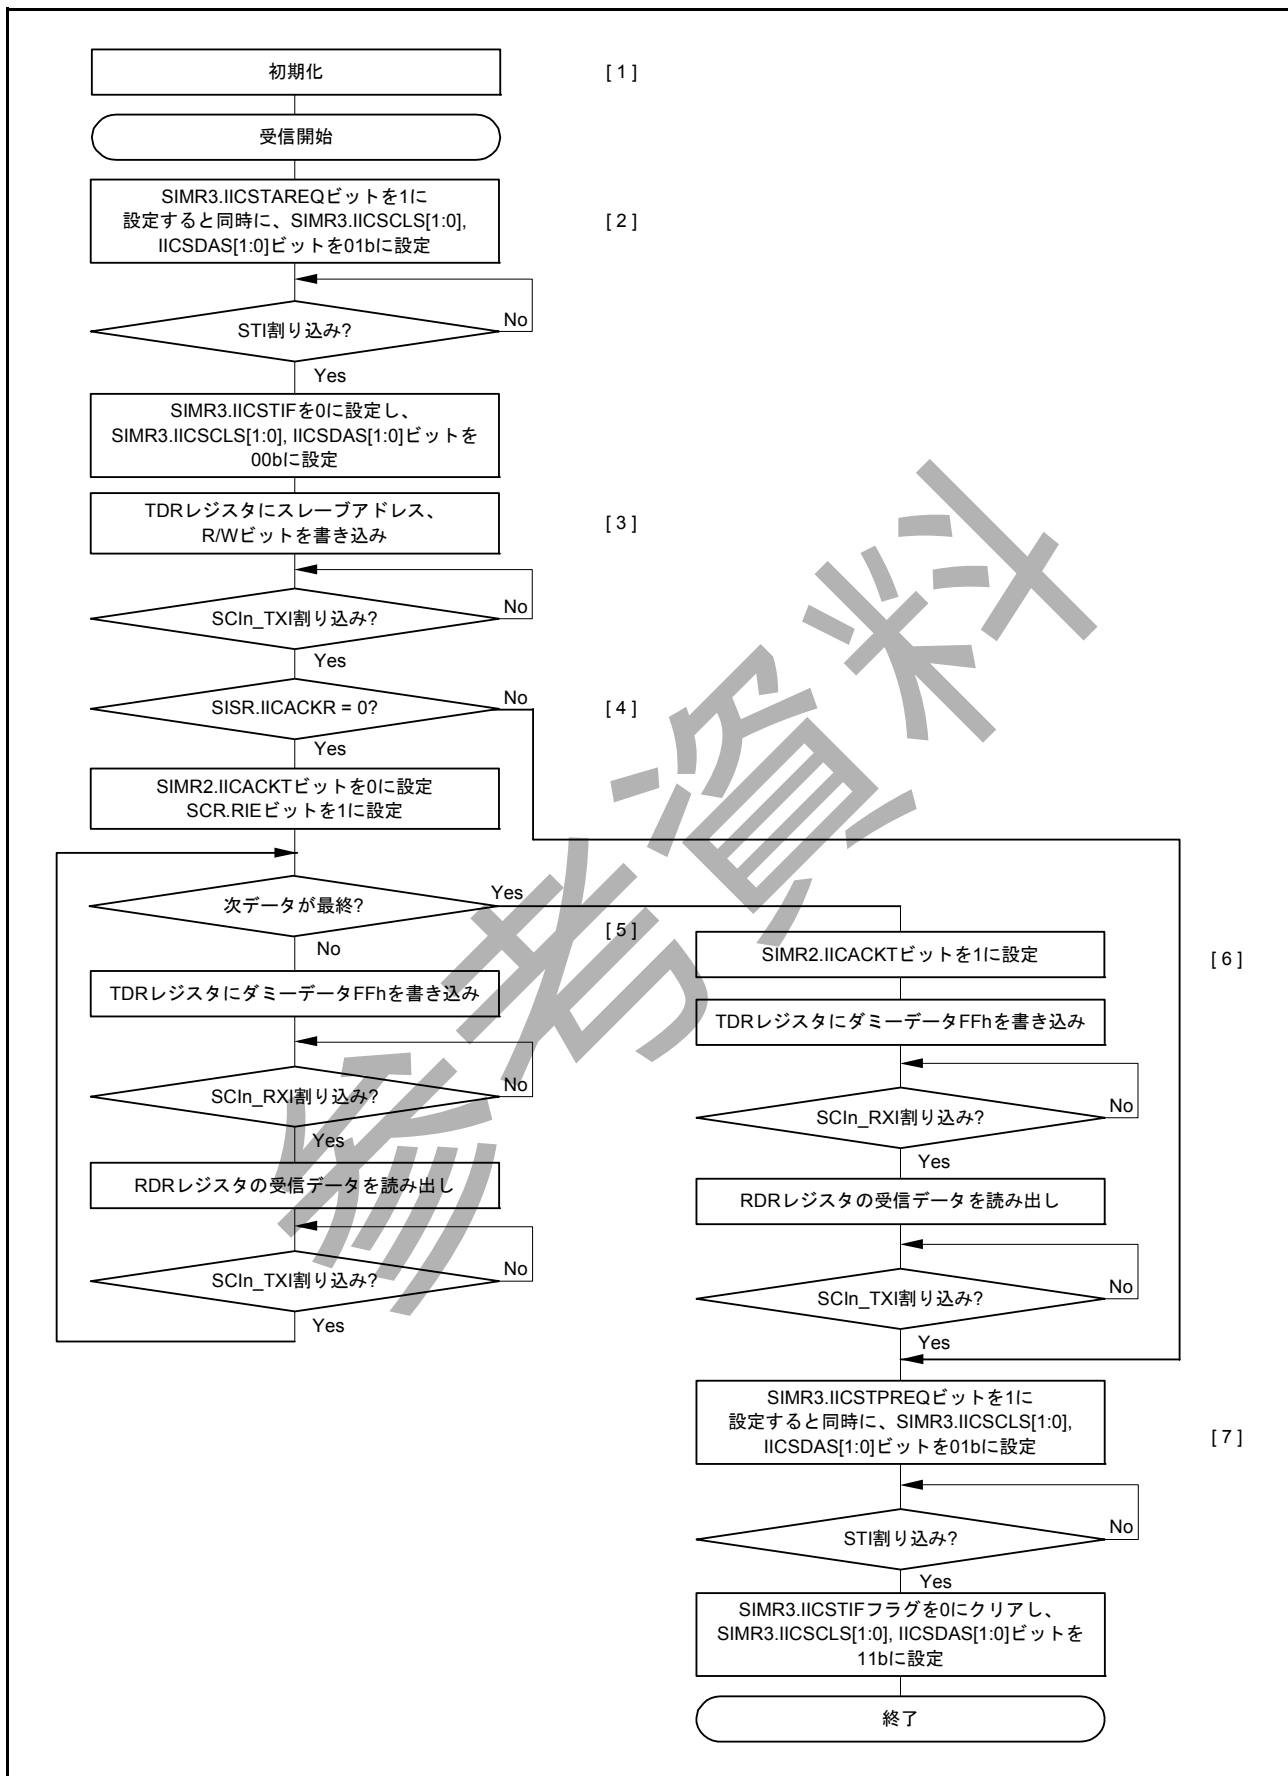 初期化
[ 1 ]
受信開始
SIMR3.IICSTAREQビットを1に
設定すると同時に、SIMR3.IICSCLS[1:0],
IICSDAS[1:0]ビットを01bに設定
[ 2 ]
STI割り込み?
No
Yes
SIMR3.IICSTIFを0に設定し、
SIMR3.IICSCLS[1:0], IICSDAS[1:0]ビットを
00bに設定
TDRレジスタにスレーブアドレス、
R/Wビットを書き込み
[ 3 ]
SCIn_TXI割り込み?
No
Yes
SISR.IICACKR = 0?
No
[ 4 ]
Yes
SIMR2.IICACKTビットを0に設定
SCR.RIEビットを1に設定
次データが最終?
Yes
[ 5 ]
No
TDRレジスタにダミーデータFFhを書き込み
SCIn_RXI割り込み?
No
Yes
RDRレジスタの受信データを読み出し
SCIn_TXI割り込み?
No
Yes
SIMR2.IICACKTビットを1に設定
[ 6 ]
TDRレジスタにダミーデータFFhを書き込み
SCIn_RXI割り込み?
No
Yes
RDRレジスタの受信データを読み出し
SCIn_TXI割り込み?
No
Yes
SIMR3.IICSTPREQビットを1に
設定すると同時に、SIMR3.IICSCLS[1:0],
IICSDAS[1:0]ビットを01bに設定
[ 7 ]
STI割り込み?
No
Yes
SIMR3.IICSTIFフラグを0にクリアし、
SIMR3.IICSCLS[1:0], IICSDAS[1:0]ビットを
11bに設定
終了
参考資料